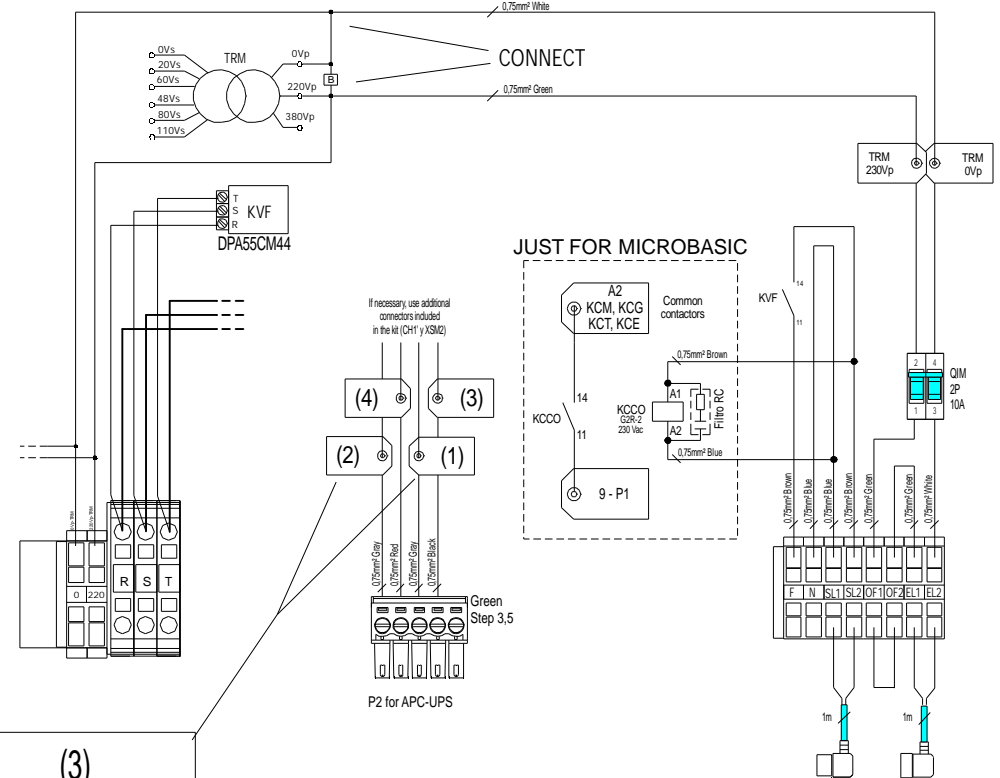 0,75mm² White
CONNECT
TRM
0Vs
20Vs
60Vs
48Vs
80Vs
110Vs
0Vp
B
220Vp
380Vp
0,75mm² Green
TRM
230Vp
TRM
0Vp
T
S
R
KVF
DPA55CM44
JUST FOR MICROBASIC
A2
KCM, KCG
KCT, KCE
Common
contactors
0,75mm² Brown
KCCO
14
11
A1
KCCO
G2R-2
230 Vac
A2
Filtro RC
0,75mm² Blue
9 - P1
KVF
14
11
2 4
1 3
QIM
2P
10A
If necessary, use additional
connectors included
in the kit (CH1' y XSM2)
(4)
(3)
(2)
(1)
0,75mm² Gray
0,75mm² Red
0,75mm² Gray
0,75mm² Black
Green
Step 3,5
P2 for APC-UPS
0Vp-TRM
230Vp-TRM
0 220
R S T
0,75mm² Brown
0,75mm² Blue
0,75mm² Blue
0,75mm² Brown
0,75mm² Green
0,75mm² Green
0,75mm² White
F N SL1 SL2 OF1 OF2 EL1 EL2
1m
1m
(3)